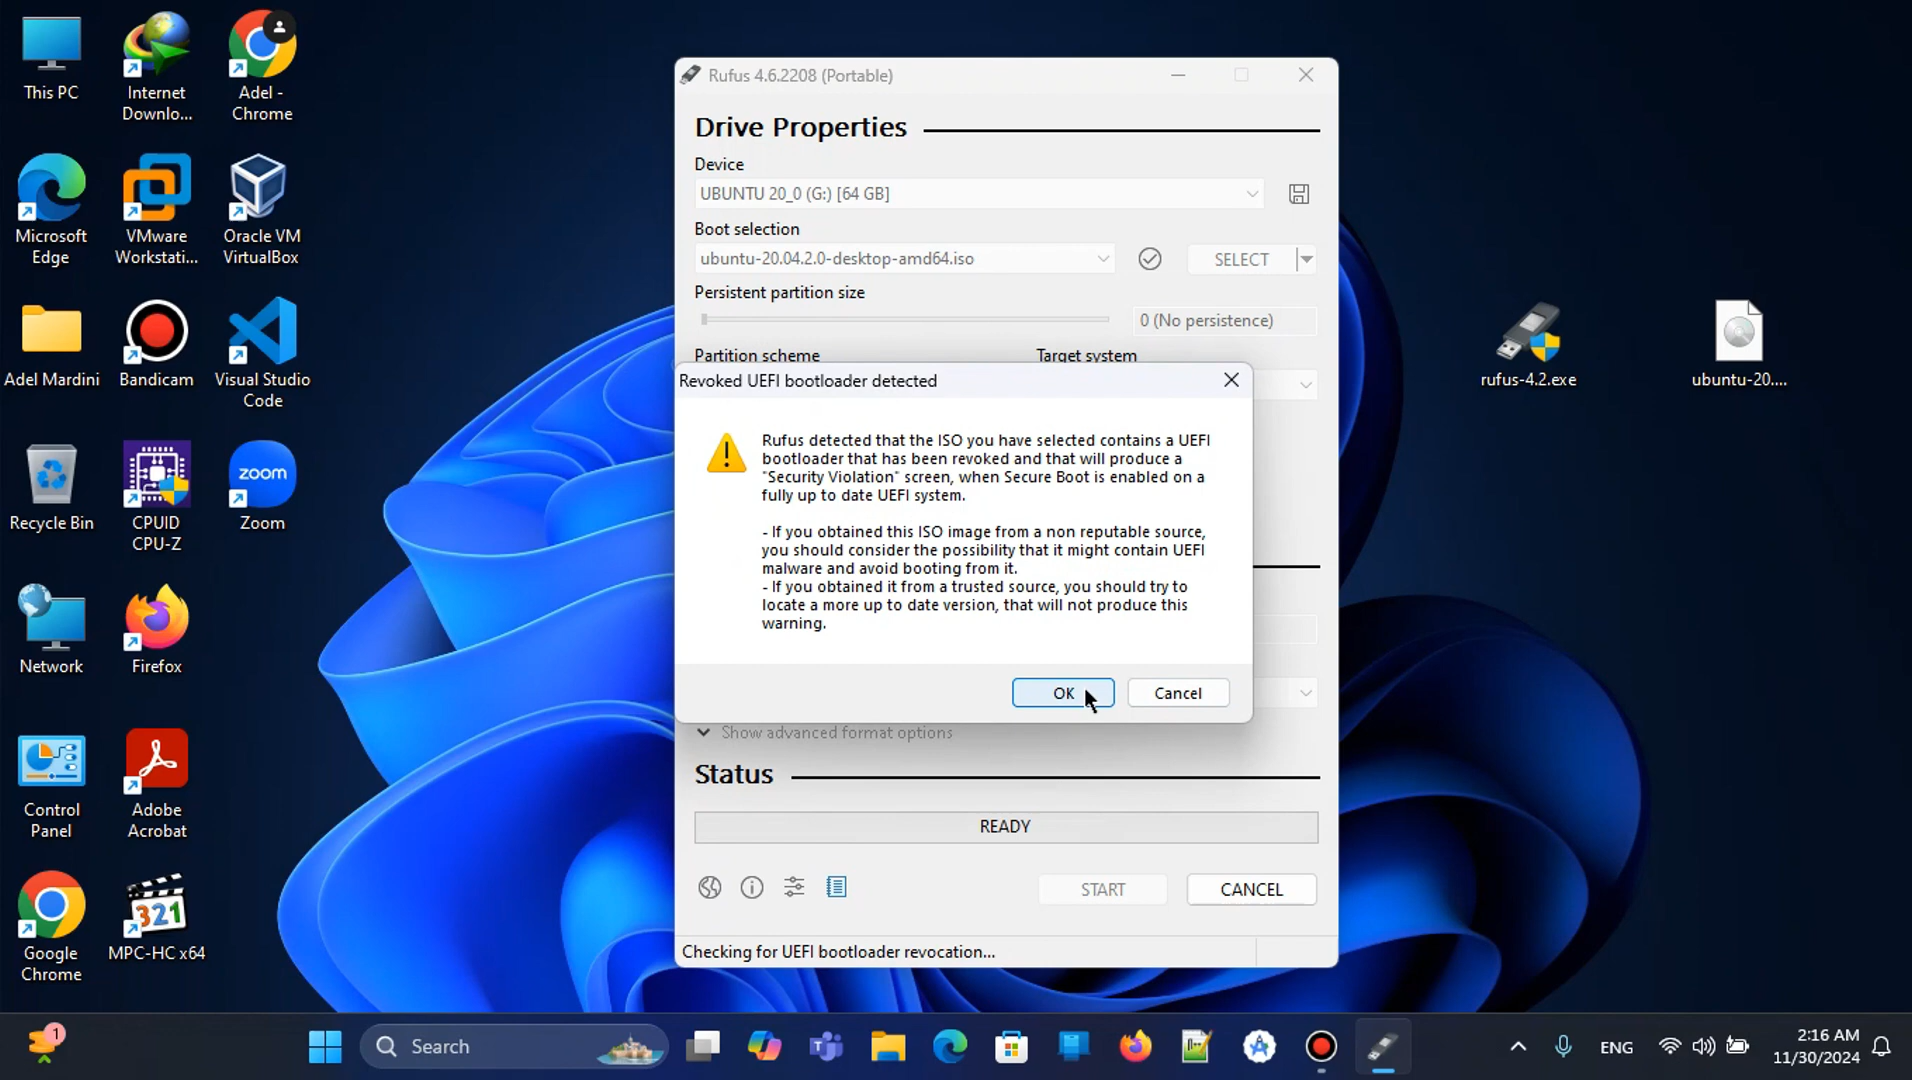 This PC
Internet
Downlo...
Adel -
Chrome
Microsoft
Edge
VMware
Workstati...
Oracle VM
VirtualBox
Adel Mardini
Bandicam
Visual Studio
Code
Recycle Bin
CPUID
CPU-Z
zoom
Zoom
Network
Firefox
Control
Panel
Adobe
Acrobat
Google
Chrome
321
MPC-HC x64
Rufus 4.6.2208 (Portable)
Drive Properties
Device
UBUNTU 20_0 (G:) [64 GB]
Boot selection
ubuntu-20.04.2.0-desktop-amd64.iso
SELECT
Persistent partition size
0 (No persistence)
Partition scheme
Target system
Revoked UEFI bootloader detected
Rufus detected that the ISO you have selected contains a UEFI
bootloader that has been revoked and that will produce a
"Security Violation" screen, when Secure Boot is enabled on a
fully up to date UEFI system.
- If you obtained this ISO image from a non reputable source,
you should consider the possibility that it might contain UEFI
malware and avoid booting from it.
- If you obtained it from a trusted source, you should try to
locate a more up to date version, that will not produce this
warning.
OK
Cancel
Show advanced format options
Status
READY
START
CANCEL
Checking for UEFI bootloader revocation...
rufus-4.2.exe
ubuntu-20....
1
Search
ENG
2:16 AM
11/30/2024